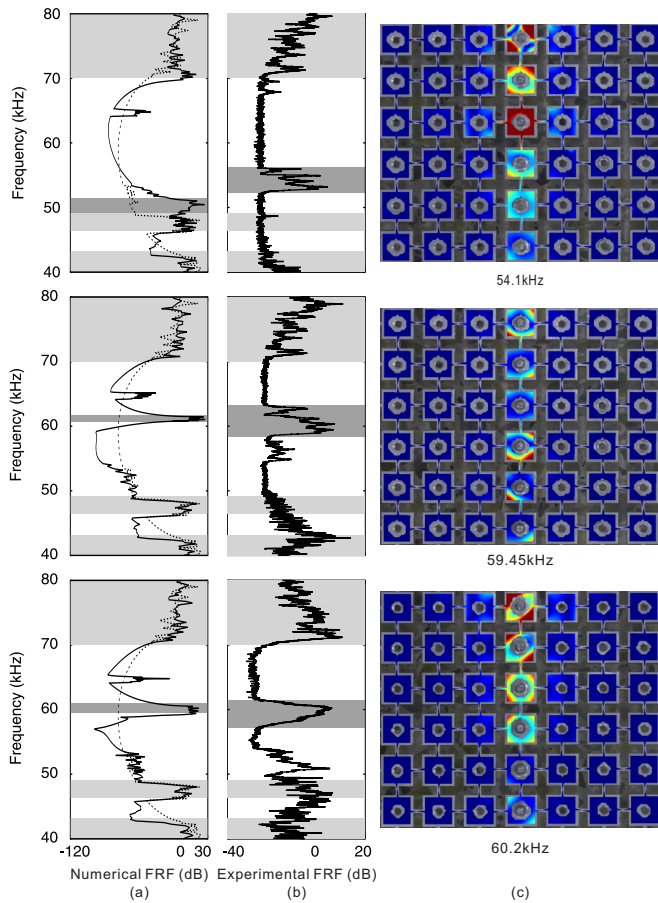 80
70
60
50
40
Frequency (kHz)
54.1kHz
80
70
60
50
40
Frequency (kHz)
59.45kHz
80
70
60
50
40
Frequency (kHz)
60.2kHz
-120 0 30 -40 0 20
Numerical FRF (dB) Experimental FRF (dB)
(a) (b) (c)